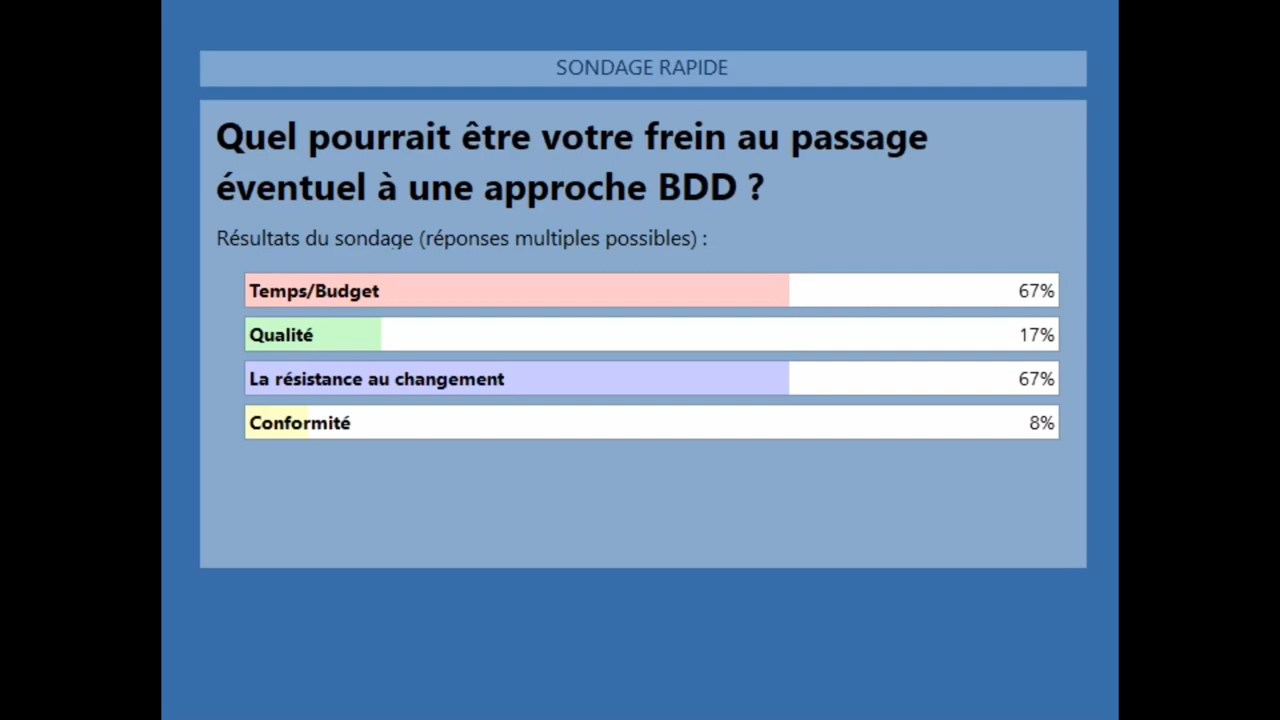 SONDAGE RAPIDE
Quel pourrait être votre frein au passage
éventuel à une approche BDD ?
Résultats du sondage (réponses multiples possibles) :
Temps/Budget 67%
Qualité 17%
La résistance au changement 67%
Conformité 8%